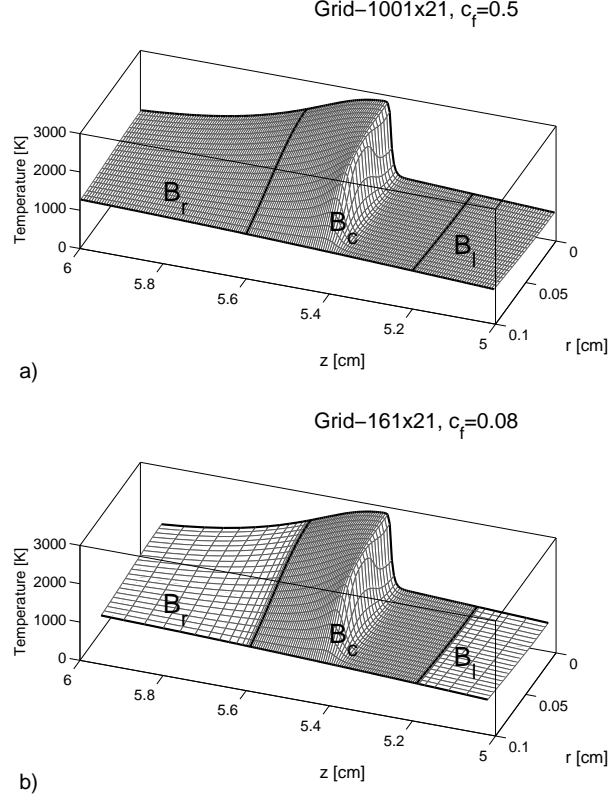 Grid–1001x21, c_f=0.5
3000
2000
1000
0
Temperature [K]
B_r
B_c
B_l
6
5.8
5.6
5.4
5.2
5
0
0.05
0.1
z [cm]
r [cm]
a)
Grid–161x21, c_f=0.08
3000
2000
1000
0
Temperature [K]
B_r
B_c
B_l
6
5.8
5.6
5.4
5.2
5
0
0.05
0.1
z [cm]
r [cm]
b)